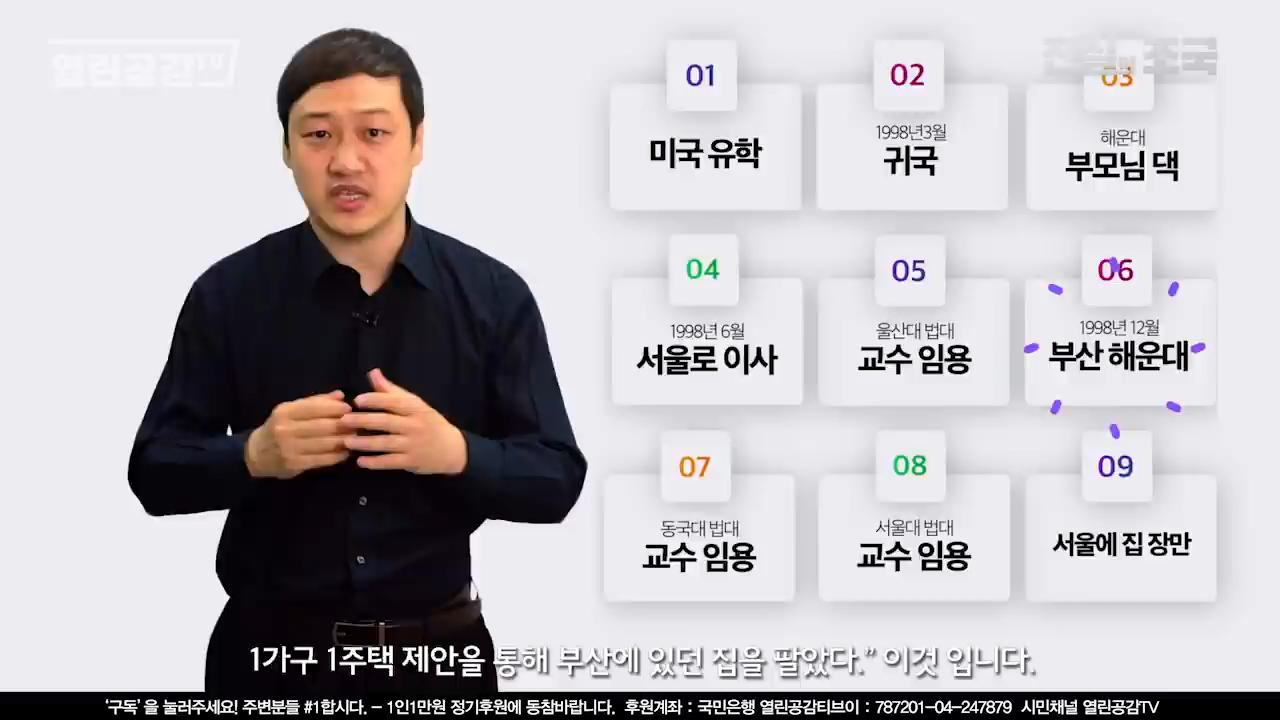 열린공감TV
조국
01
미국 유학
02
1998년3월
귀국
03
해운대
부모님 댁
04
1998년 6월
서울로 이사
05
울산대 법대
교수 임용
06
1998년 12월
부산 해운대
07
동국대 법대
교수 임용
08
서울대 법대
교수 임용
09
서울에 집 장만
1가구 1주택 제안을 통해 부산에 있던 집을 팔았다.” 이것 입니다.
‘구독’을 눌러주세요! 주변분들 #1합시다. – 1인1만원 정기후원에 동참바랍니다. 후원계좌 : 국민은행 열린공감티브이 : 787201-04-247879 시민채널 열린공감TV